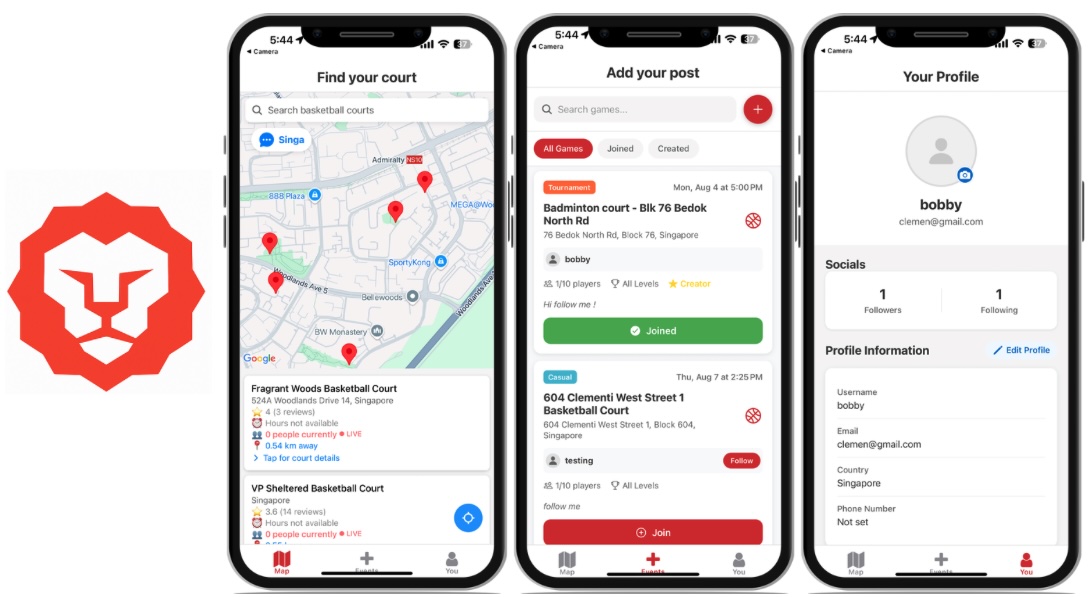 5:44
37
Camera
Find your court
Search basketball courts
Singa
Admiralty NS10
888 Plaza
MEGA@Woo
SportyKong
Woodlands Ave 5
Bellewoods
Woodlands Ave
BW Monastery
Google
Fragrant Woods Basketball Court
524A Woodlands Drive 14, Singapore
4 (3 reviews)
Hours not available
0 people currently LIVE
0.54 km away
Tap for court details
VP Sheltered Basketball Court
Singapore
3.6 (14 reviews)
Hours not available
0 people currently LIVE
Map
Events
You
5:44
37
Camera
Add your post
Search games...
All Games
Joined
Created
Tournament
Mon, Aug 4 at 5:00 PM
Badminton court - Blk 76 Bedok
North Rd
76 Bedok North Rd, Block 76, Singapore
bobby
1/10 players All Levels Creator
Hi follow me !
Joined
Casual
Thu, Aug 7 at 2:25 PM
604 Clementi West Street 1
Basketball Court
604 Clementi West Street 1, Block 604,
Singapore
testing
Follow
1/10 players All Levels
follow me
Join
Map
Events
You
5:44
37
Camera
Your Profile
bobby
clemen@gmail.com
Socials
1
Followers
1
Following
Profile Information
Edit Profile
Username
bobby
Email
clemen@gmail.com
Country
Singapore
Phone Number
Not set
Map
Events
You